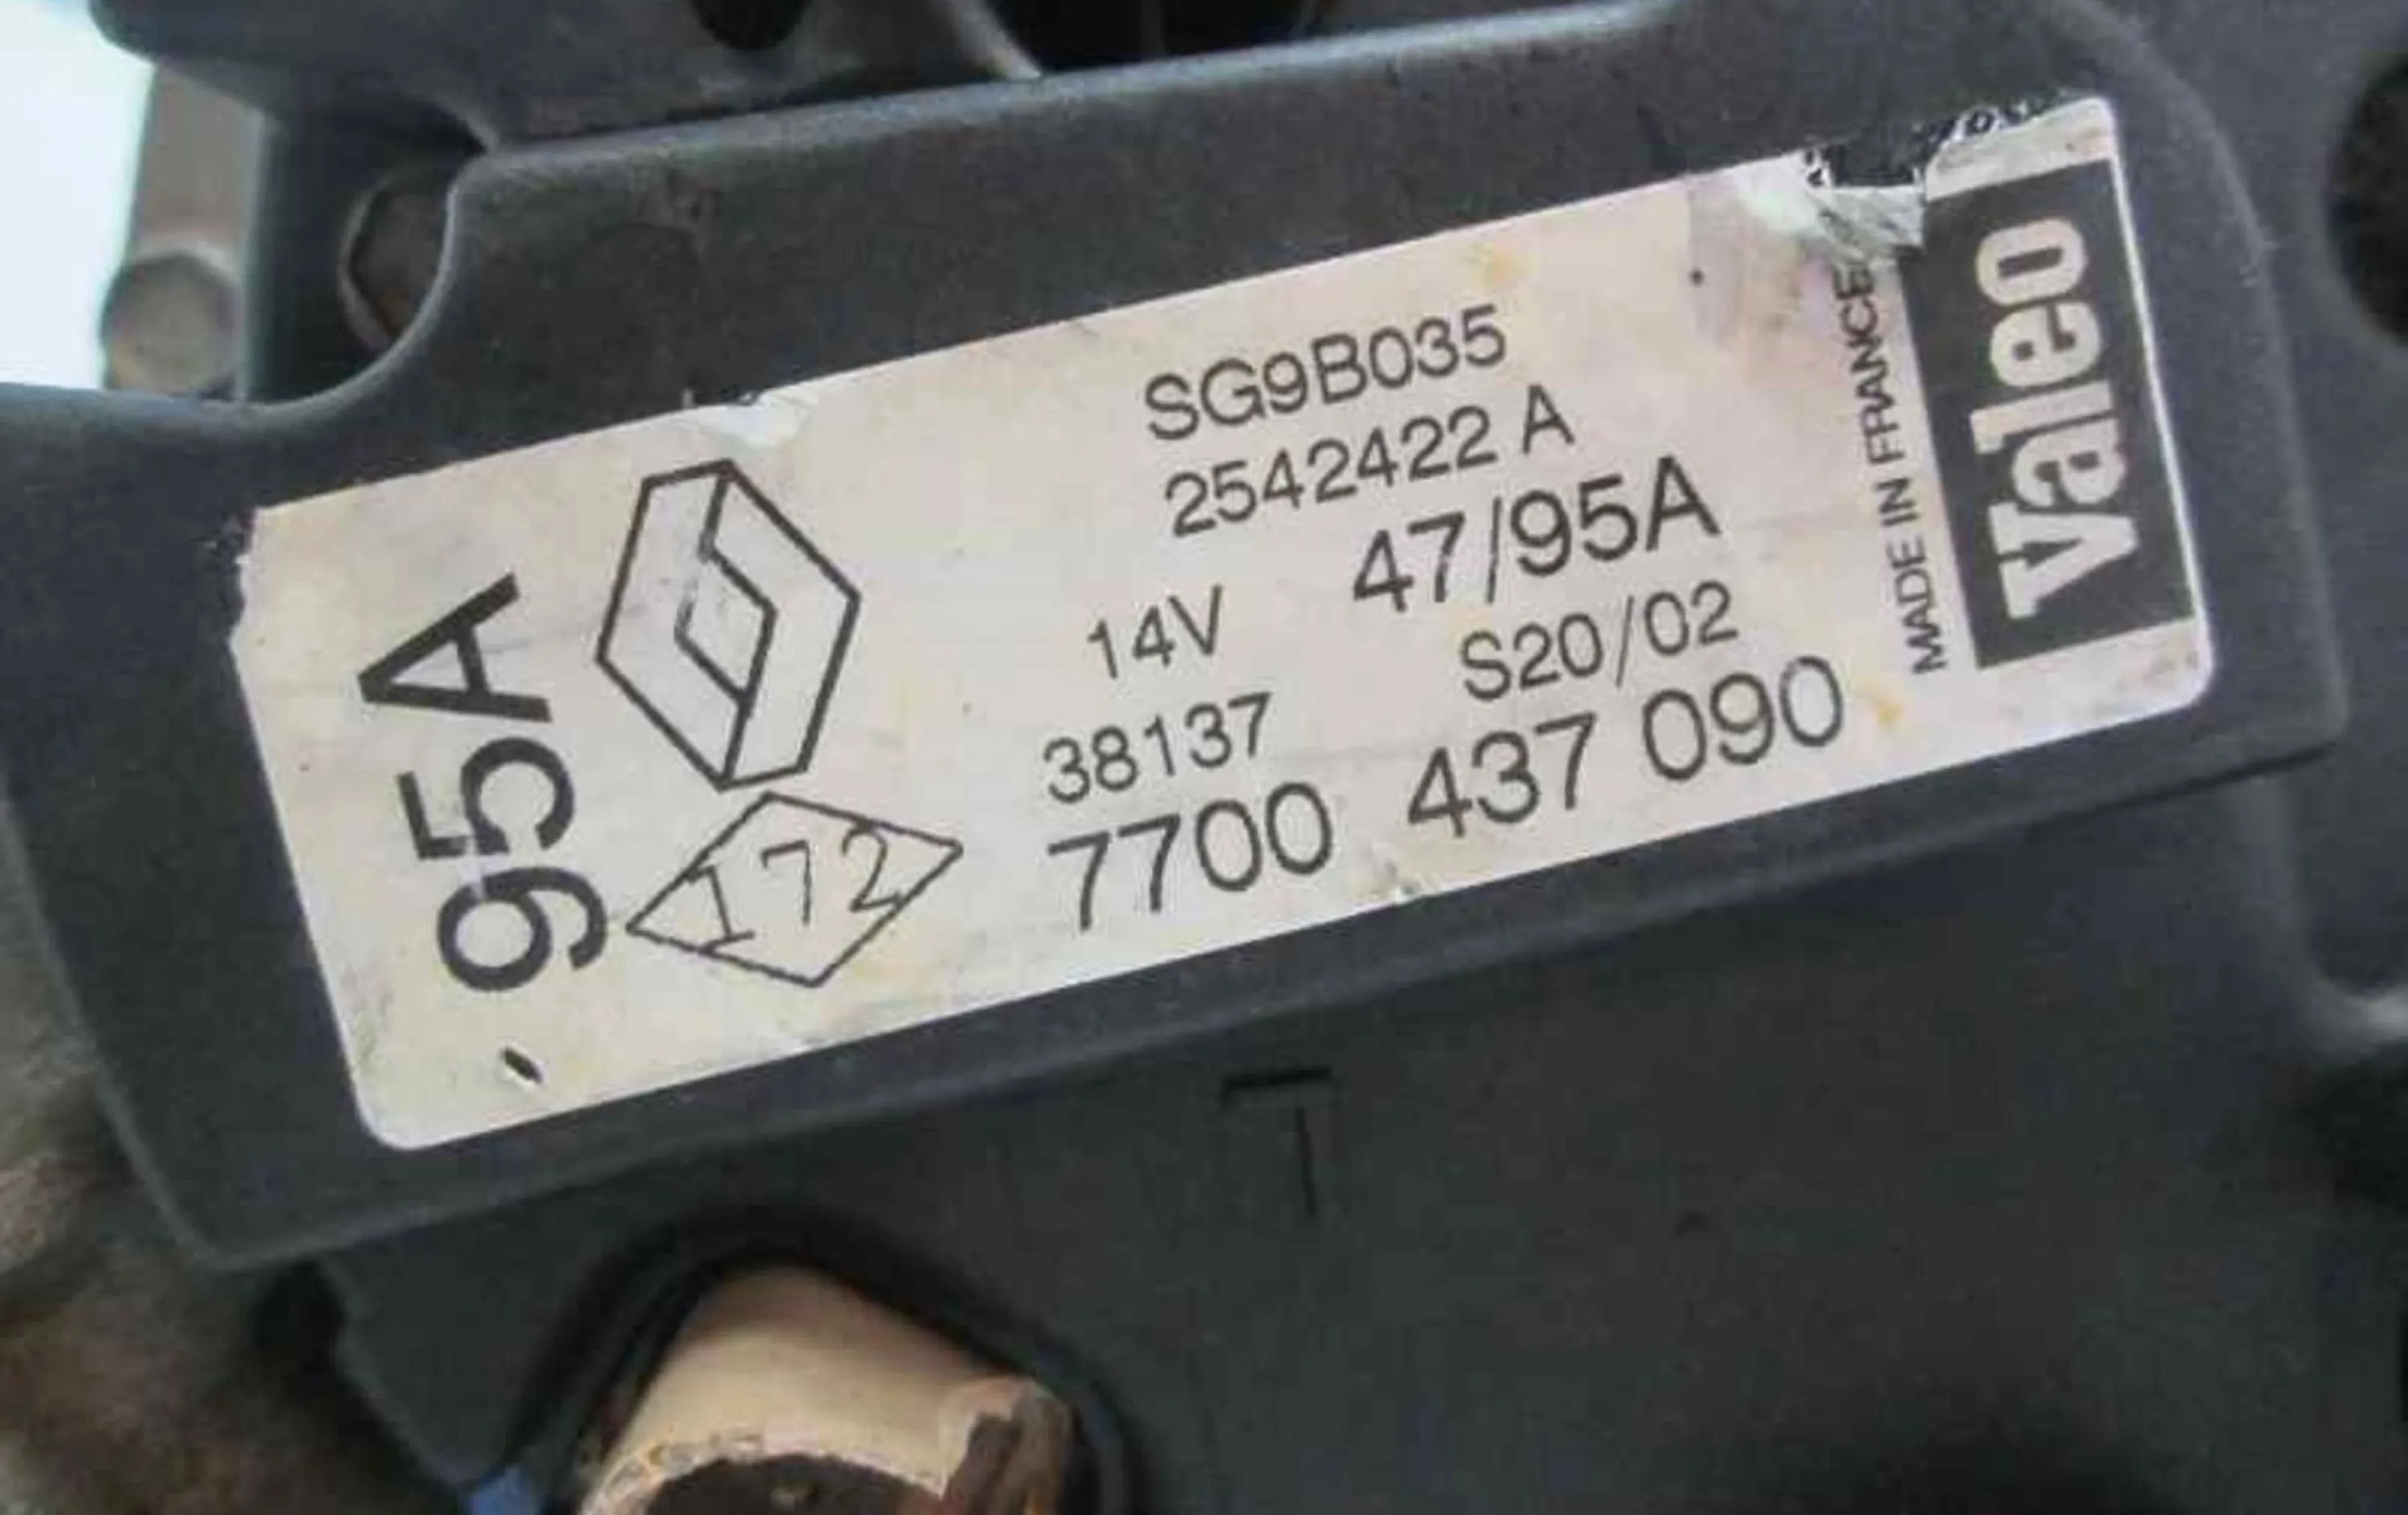 SG9B035
2542422 A
47/95A
14V
S20/02
38137
7700 437 090
95A
172
MADE IN FRANCE
Valeo